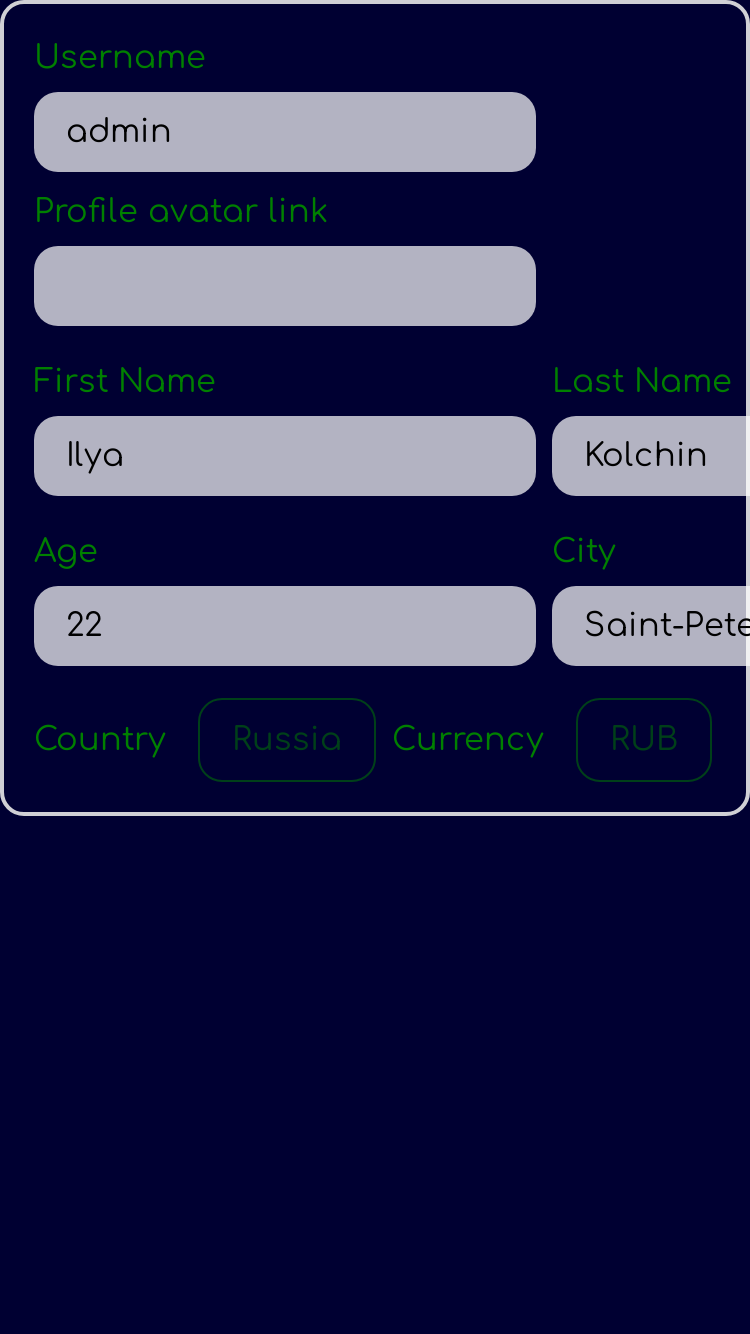 Username
admin
Profile avatar link
First Name Last Name
Ilya Kolchin
Age City
22 Saint-Pete
Country Russia Currency RUB